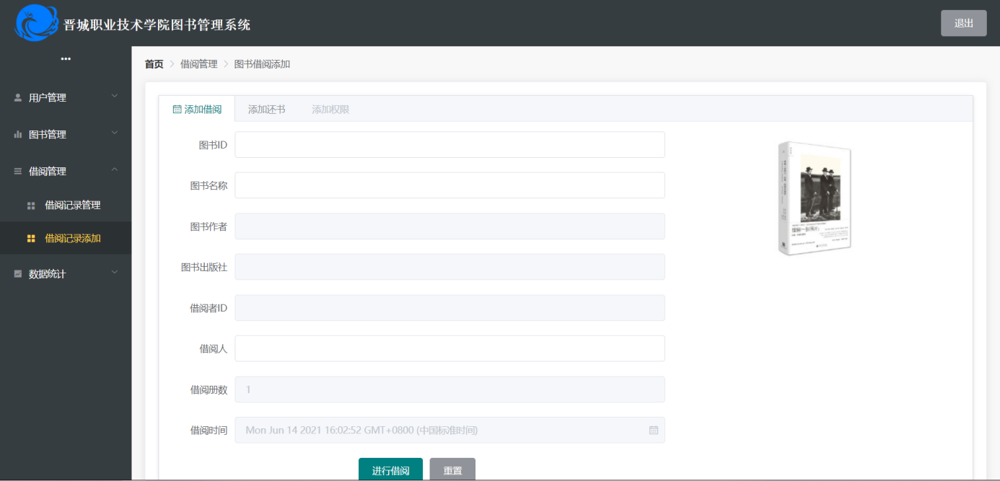 晋城职业技术学院图书管理系统
退出
•••
首页 > 借阅管理 > 图书借阅添加
用户管理
图书管理
借阅管理
借阅记录管理
借阅记录添加
数据统计
添加借阅 添加还书 添加权限
图书ID
图书名称
图书作者
图书出版社
借阅者ID
借阅人
借阅册数 1
借阅时间 Mon Jun 14 2021 16:02:52 GMT+0800 (中国标准时间)
进行借阅 重置